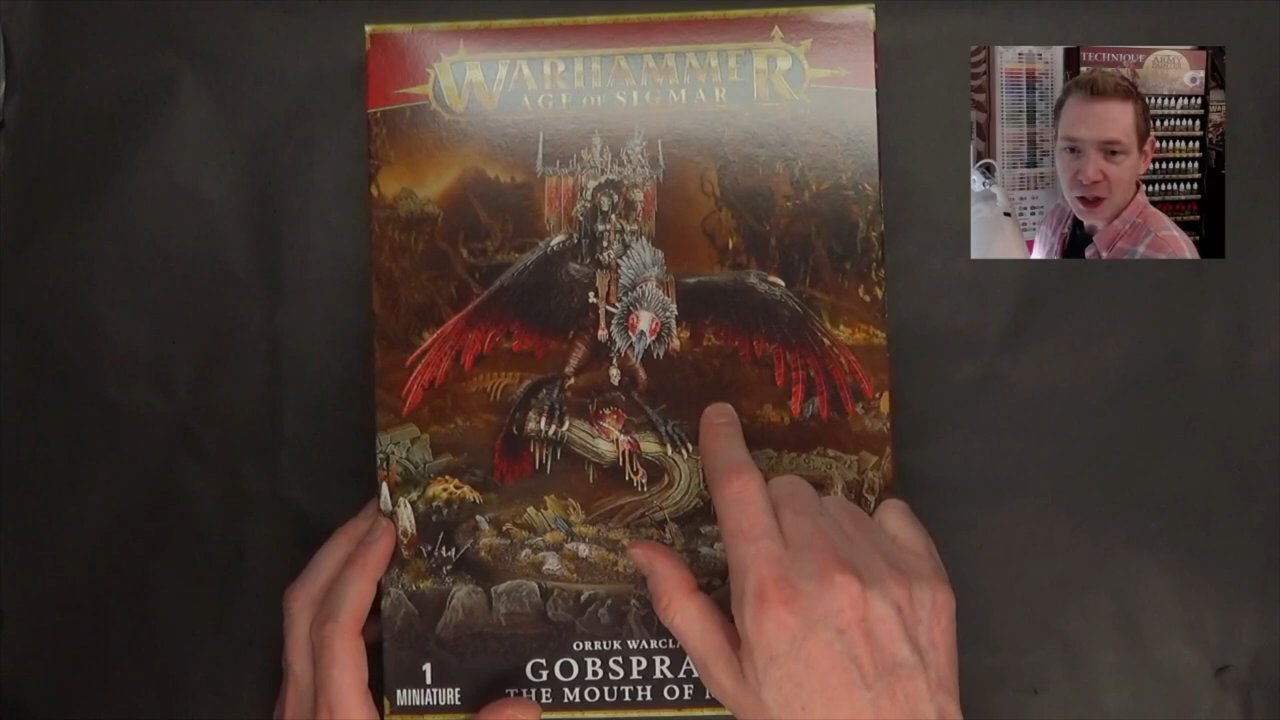 WARHAMMER
AGE OF SIGMAR
TECHNIQUE
ORRUK WARCLA
GOBSPRA
THE MOUTH OF
1
MINIATURE